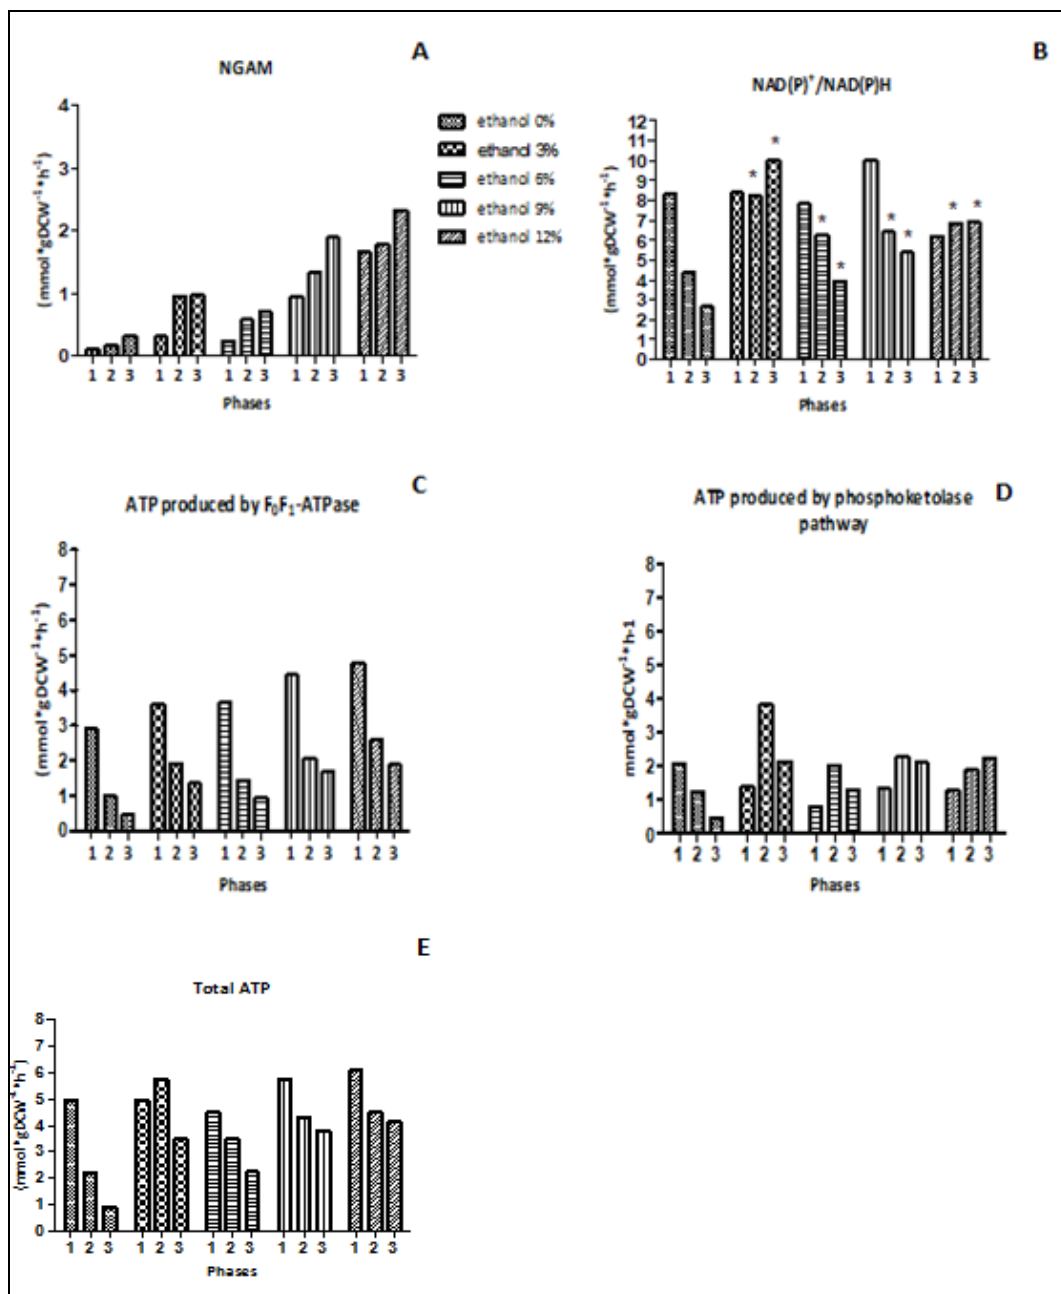 A
NGAM
(mmol*gDCW⁻¹*h⁻¹)
4
3
2
1
0
1 2 3 1 2 3 1 2 3 1 2 3 1 2 3
Phases
ethanol 0%
ethanol 3%
ethanol 6%
ethanol 9%
ethanol 12%
B
NAD(P)⁺/NAD(P)H
(mmol*gDCW⁻¹*h⁻¹)
12
11
10
9
8
7
6
5
4
3
2
1
0
* * * * * * * *
1 2 3 1 2 3 1 2 3 1 2 3 1 2 3
Phases
C
ATP produced by F₀F₁-ATPase
(mmol*gDCW⁻¹*h⁻¹)
8
7
6
5
4
3
2
1
0
1 2 3 1 2 3 1 2 3 1 2 3 1 2 3
Phases
D
ATP produced by phosphoketolase
pathway
mmol*gDCW⁻¹*h-1
8
7
6
5
4
3
2
1
0
1 2 3 1 2 3 1 2 3 1 2 3 1 2 3
Phases
E
Total ATP
(mmol*gDCW⁻¹*h⁻¹)
8
7
6
5
4
3
2
1
0
1 2 3 1 2 3 1 2 3 1 2 3 1 2 3
Phases